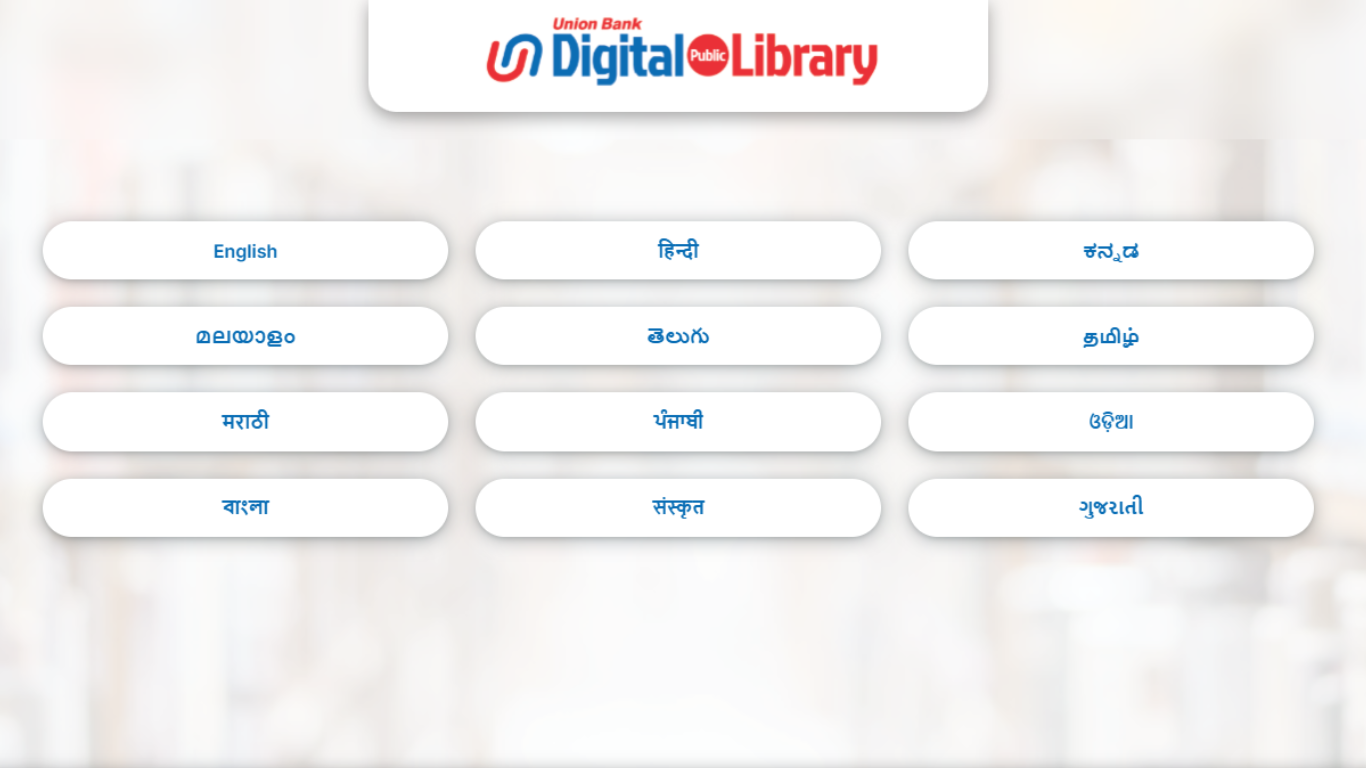 Union Bank
Digital Public Library
English
हिन्दी
ಕನ್ನಡ
മലയാളം
తెలుగు
தமிழ்
मराठी
ਪੰਜਾਬੀ
ଓଡ଼ିଆ
বাংলা
संस्कृत
ગુજરાતી